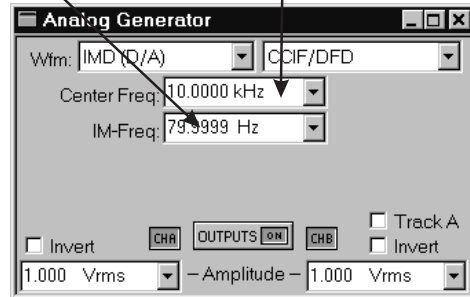 Analog Generator
Wfm: IMD (D/A) CCIF/DFD
Center Freq: 10.0000 kHz
IM-Freq: 79.9999 Hz
Track A
Invert CHA OUTPUTS ON CHB Invert
1.000 Vrms – Amplitude – 1.000 Vrms